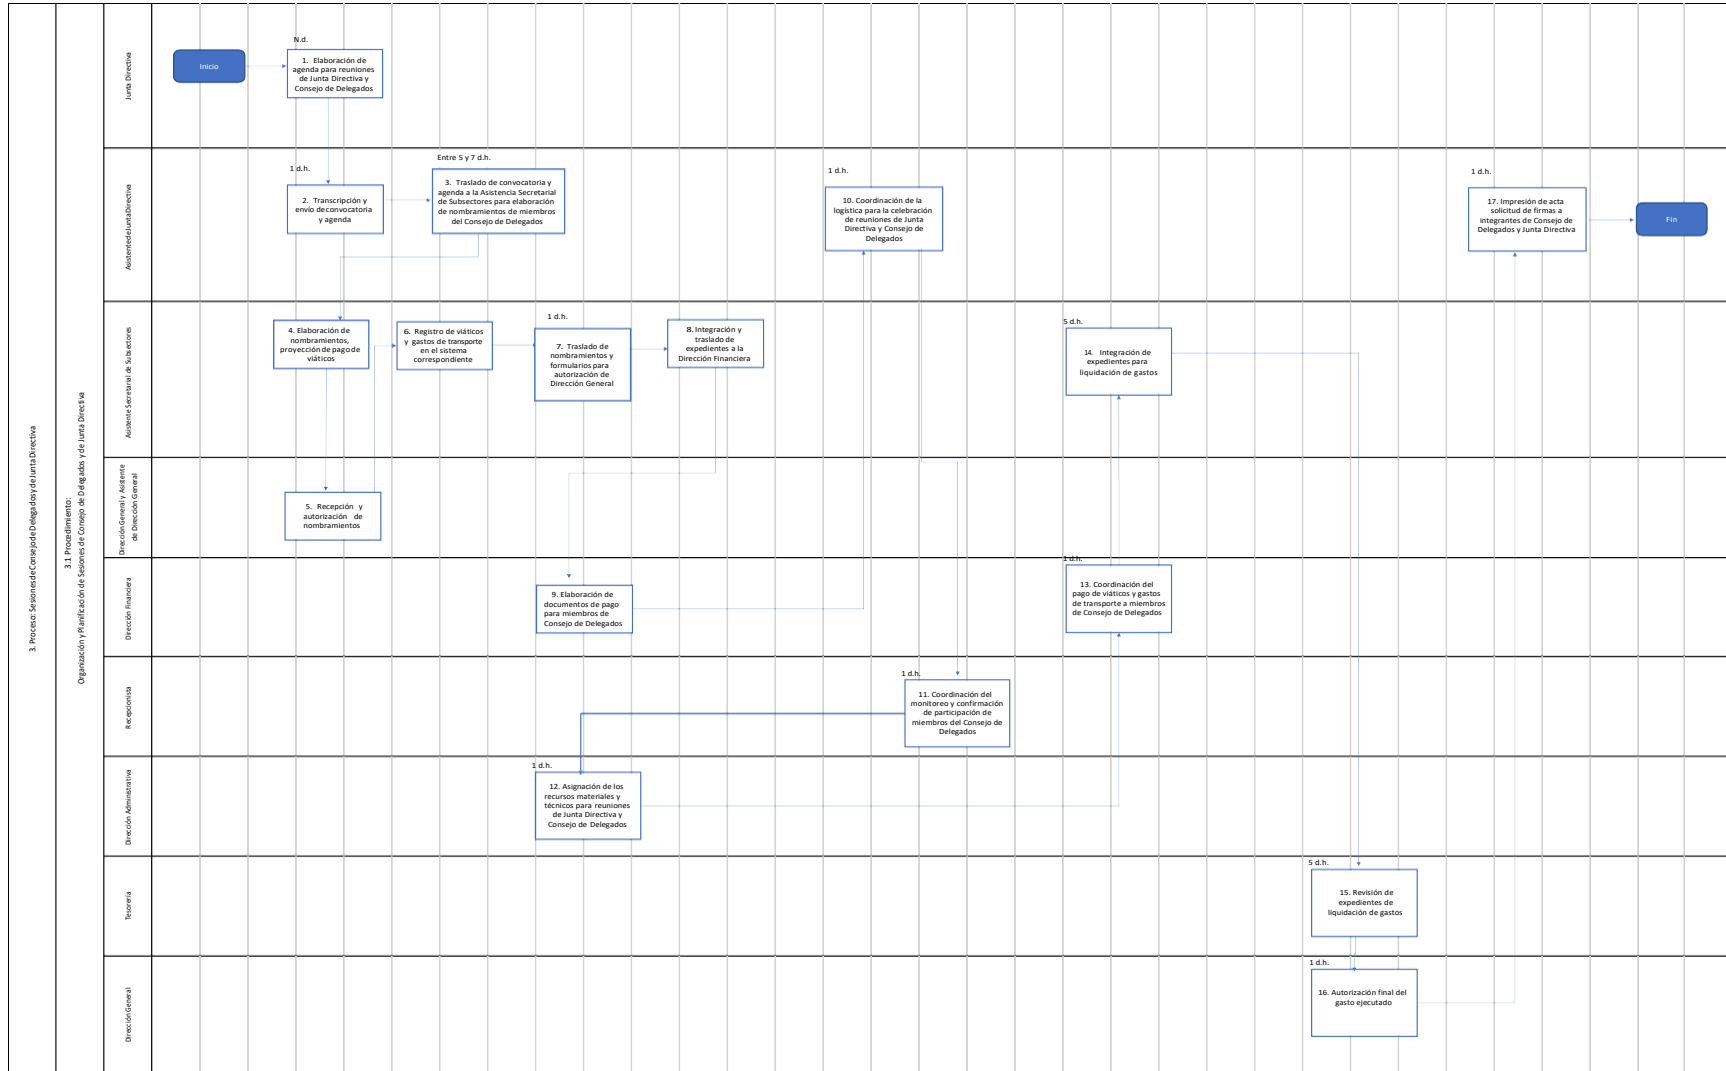 3. Proceso: Sesiones de Consejo de Delegados y de Junta Directiva
3.1 Procedimiento:
Organización y Planificación de Sesiones de Consejo de Delegados y de Junta Directiva
Junta Directiva
Inicio
N.d.
1. Elaboración de
agenda para reuniones
de Junta Directiva y
Consejo de Delegados
Asistente de Junta Directiva
1 d.h.
2. Transcripción y
envío de convocatoria
y agenda
Entre 5 y 7 d.h.
3. Traslado de convocatoria y
agenda a la Asistencia Secretarial
de Subsectores para elaboración
de nombramientos de miembros
del Consejo de Delegados
1 d.h.
10. Coordinación de la
logística para la celebración
de reuniones de Junta
Directiva y Consejo de
Delegados
1 d.h.
17. Impresión de acta
solicitud de firmas a
integrantes de Consejo de
Delegados y Junta Directiva
Fin
Asistente Secretarial de Subsectores
4. Elaboración de
nombramientos,
proyección de pago de
viáticos
6. Registro de viáticos
y gastos de transporte
en el sistema
correspondiente
1 d.h.
7. Traslado de
nombramientos y
formularios para
autorización de
Dirección General
8. Integración y
traslado de
expedientes a la
Dirección Financiera
5 d.h.
14. Integración de
expedientes para
liquidación de gastos
Dirección General y Asistente
de Dirección General
5. Recepción y
autorización de
nombramientos
Dirección Financiera
9. Elaboración de
documentos de pago
para miembros de
Consejo de Delegados
1 d.h.
13. Coordinación del
pago de viáticos y gastos
de transporte a miembros
de Consejo de Delegados
Recepcionista
1 d.h.
11. Coordinación del
monitoreo y confirmación
de participación de
miembros del Consejo de
Delegados
Dirección Administrativa
1 d.h.
12. Asignación de los
recursos materiales y
técnicos para reuniones
de Junta Directiva y
Consejo de Delegados
Tesorería
5 d.h.
15. Revisión de
expedientes de
liquidación de gastos
Dirección General
1 d.h.
16. Autorización final del
gasto ejecutado